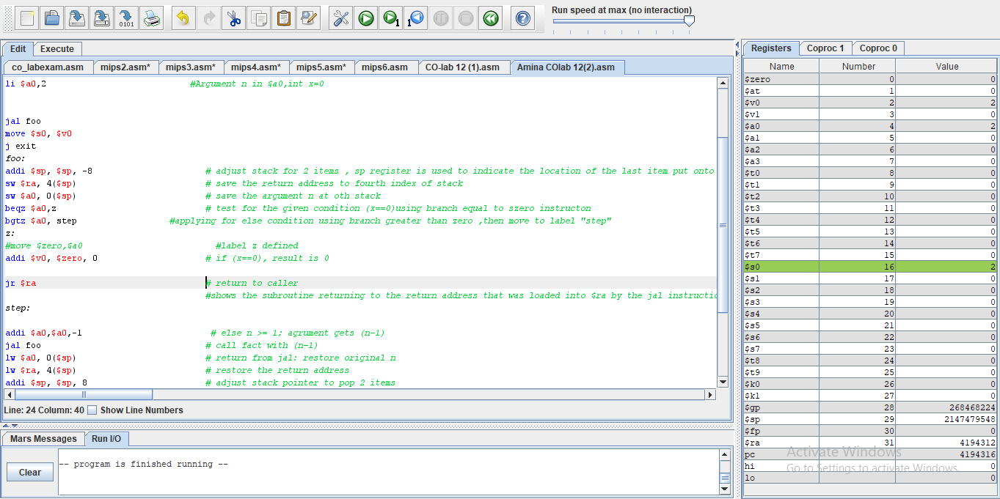 Run speed at max (no interaction)
Edit Execute
co_labexam.asm mips2.asm* mips3.asm* mips4.asm* mips5.asm* mips6.asm CO-lab 12 (1).asm Amina COlab 12(2).asm
li $a0,2 #Argument n in $a0,int x=0
jal foo
move $s0, $v0
j exit
foo:
addi $sp, $sp, -8 # adjust stack for 2 items , sp register is used to indicate the location of the last item put onto
sw $ra, 4($sp) # save the return address to fourth index of stack
sw $a0, 0($sp) # save the argument n at oth stack
beqz $a0,z # test for the given condition (x==0)using branch equal to szero instructon
bgtz $a0, step #applying for else condition using branch greater than zero ,then move to label "step"
z:
#move $zero,$a0 #label z defined
addi $v0, $zero, 0 # if (x==0), result is 0
jr $ra # return to caller
#shows the subroutine returning to the return address that was loaded into $ra by the jal instructio
step:
addi $a0,$a0,-1 # else n >= 1; agrument gets (n-1)
jal foo # call fact with (n-1)
lw $a0, 0($sp) # return from jal: restore original n
lw $ra, 4($sp) # restore the return address
addi $sp, $sp, 8 # adjust stack pointer to pop 2 items
Line: 24 Column: 40 Show Line Numbers
Mars Messages Run I/O
Clear
-- program is finished running --
Registers Coproc 1 Coproc 0
Name Number Value
$zero 0 0
$at 1 0
$v0 2 2
$v1 3 0
$a0 4 2
$a1 5 0
$a2 6 0
$a3 7 0
$t0 8 0
$t1 9 0
$t2 10 0
$t3 11 0
$t4 12 0
$t5 13 0
$t6 14 0
$t7 15 0
$s0 16 2
$s1 17 0
$s2 18 0
$s3 19 0
$s4 20 0
$s5 21 0
$s6 22 0
$s7 23 0
$t8 24 0
$t9 25 0
$k0 26 0
$k1 27 0
$gp 28 268468224
$sp 29 2147479548
$fp 30 0
$ra 31 4194312
pc 4194316
hi 0
lo 0
Activate Windows
Go to Settings to activate Windows.
0101
1
1